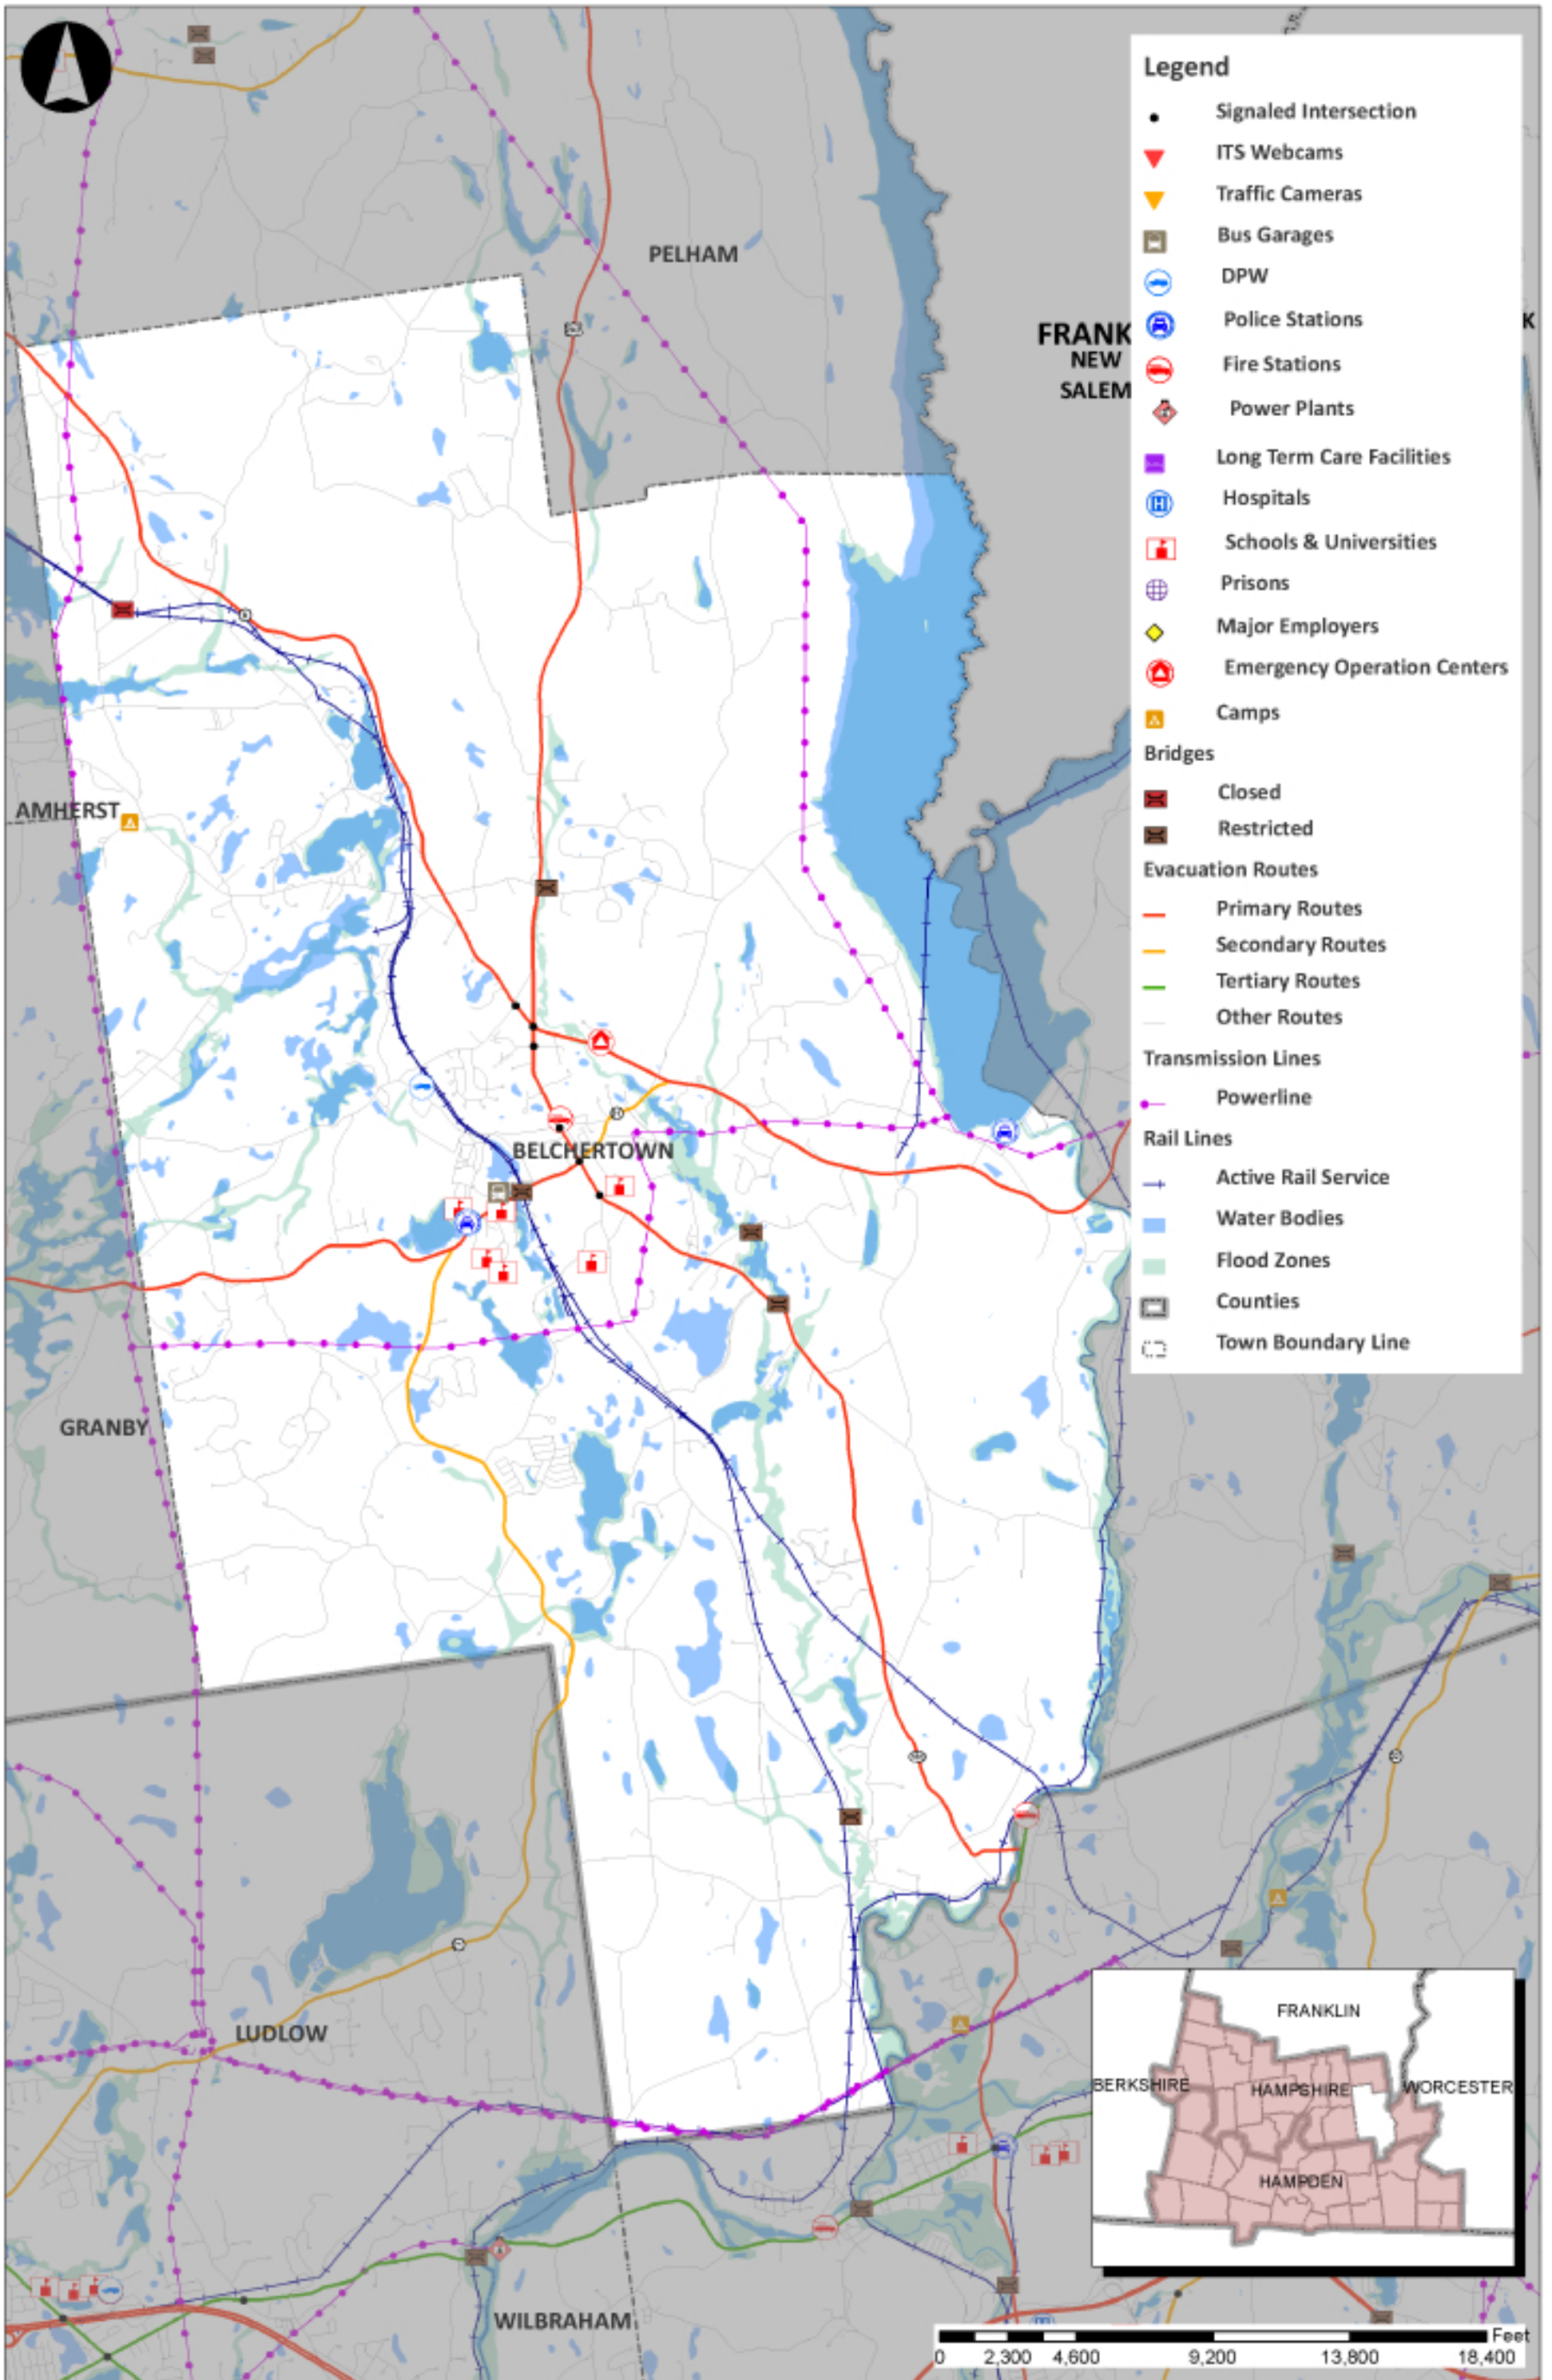 Legend
Signaled Intersection
ITS Webcams
Traffic Cameras
Bus Garages
DPW
Police Stations
Fire Stations
Power Plants
Long Term Care Facilities
Hospitals
Schools & Universities
Prisons
Major Employers
Emergency Operation Centers
Camps
Bridges
Closed
Restricted
Evacuation Routes
Primary Routes
Secondary Routes
Tertiary Routes
Other Routes
Transmission Lines
Powerline
Rail Lines
Active Rail Service
Water Bodies
Flood Zones
Counties
Town Boundary Line
PELHAM
FRANK
K
NEW
SALEM
AMHERST
BELCHERTOWN
GRANBY
LUDLOW
WILBRAHAM
FRANKLIN
BERKSHIRE
HAMPSHIRE
WORCESTER
HAMPDEN
Feet
0 2,300 4,600 9,200 13,800 18,400